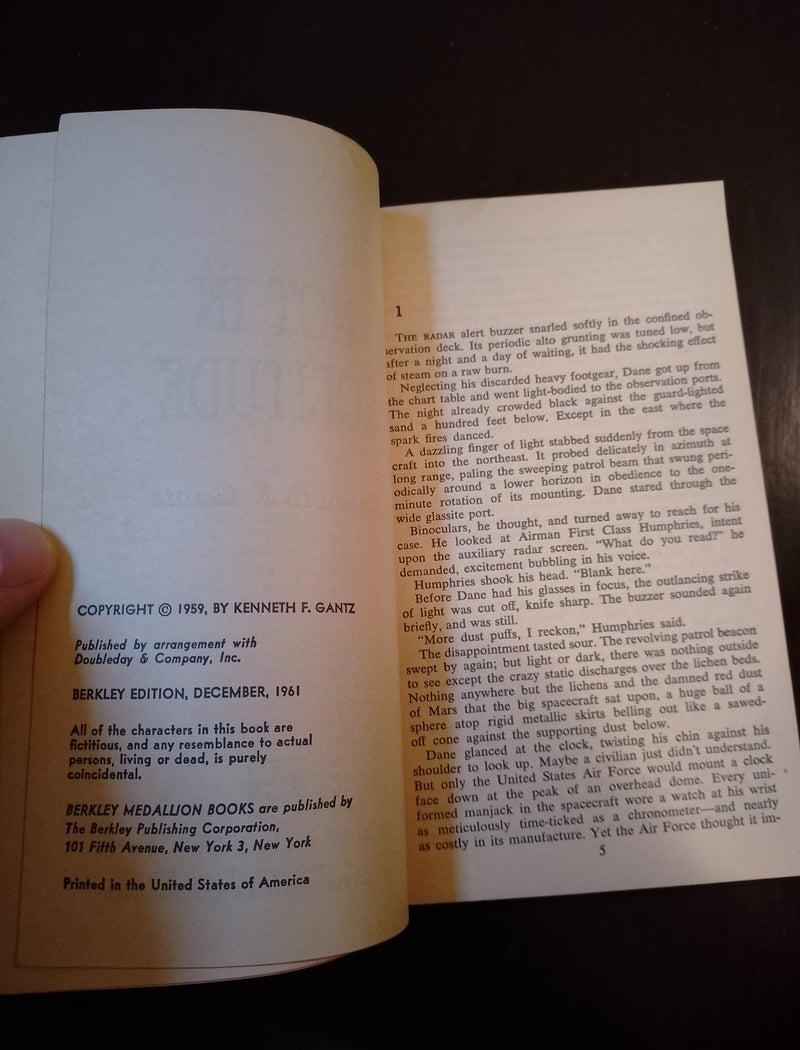 COPYRIGHT © 1959, BY KENNETH F. GANTZ
Published by arrangement with
Doubleday & Company, Inc.
BERKLEY EDITION, DECEMBER, 1961
All of the characters in this book are
fictitious, and any resemblance to actual
persons, living or dead, is purely
coincidental.
BERKLEY MEDALLION BOOKS are published by
The Berkley Publishing Corporation,
101 Fifth Avenue, New York 3, New York
Printed in the United States of America
1
THE RADAR alert buzzer snarled softly in the confined ob-
servation deck. Its periodic alto grunting was tuned low, but
after a night and a day of waiting, it had the shocking effect
of steam on a raw burn.
Neglecting his discarded heavy footgear, Dane got up from
the chart table and went light-bodied to the observation ports.
The night already crowded black against the guard-lighted
sand a hundred feet below. Except in the east where the
spark fires danced.
A dazzling finger of light stabbed suddenly from the space
craft into the northeast. It probed delicately in azimuth at
long range, paling the sweeping patrol beam that swung peri-
odically around a lower horizon in obedience to the one-
minute rotation of its mounting. Dane stared through the
wide glassite port.
Binoculars, he thought, and turned away to reach for his
case. He looked at Airman First Class Humphries, intent
upon the auxiliary radar screen. "What do you read?" he
demanded, excitement bubbling in his voice.
Humphries shook his head. "Blank here."
Before Dane had his glasses in focus, the outlancing strike
of light was cut off, knife sharp. The buzzer sounded again
briefly, and was still.
"More dust puffs, I reckon," Humphries said.
The disappointment tasted sour. The revolving patrol beacon
swept by again; but light or dark, there was nothing outside
to see except the crazy static discharges over the lichen beds.
Nothing anywhere but the lichens and the damned red dust
of Mars that the big spacecraft sat upon, a huge ball of a
sphere atop rigid metallic skirts belling out like a sawed-
off cone against the supporting dust below.
Dane glanced at the clock, twisting his chin against his
shoulder to look up. Maybe a civilian just didn't understand.
But only the United States Air Force would mount a clock
face down at the peak of an overhead dome. Every uni-
formed manjack in the spacecraft wore a watch at his wrist
as meticulously time-ticked as a chronometer—and nearly
as costly in its manufacture. Yet the Air Force thought it im-
5